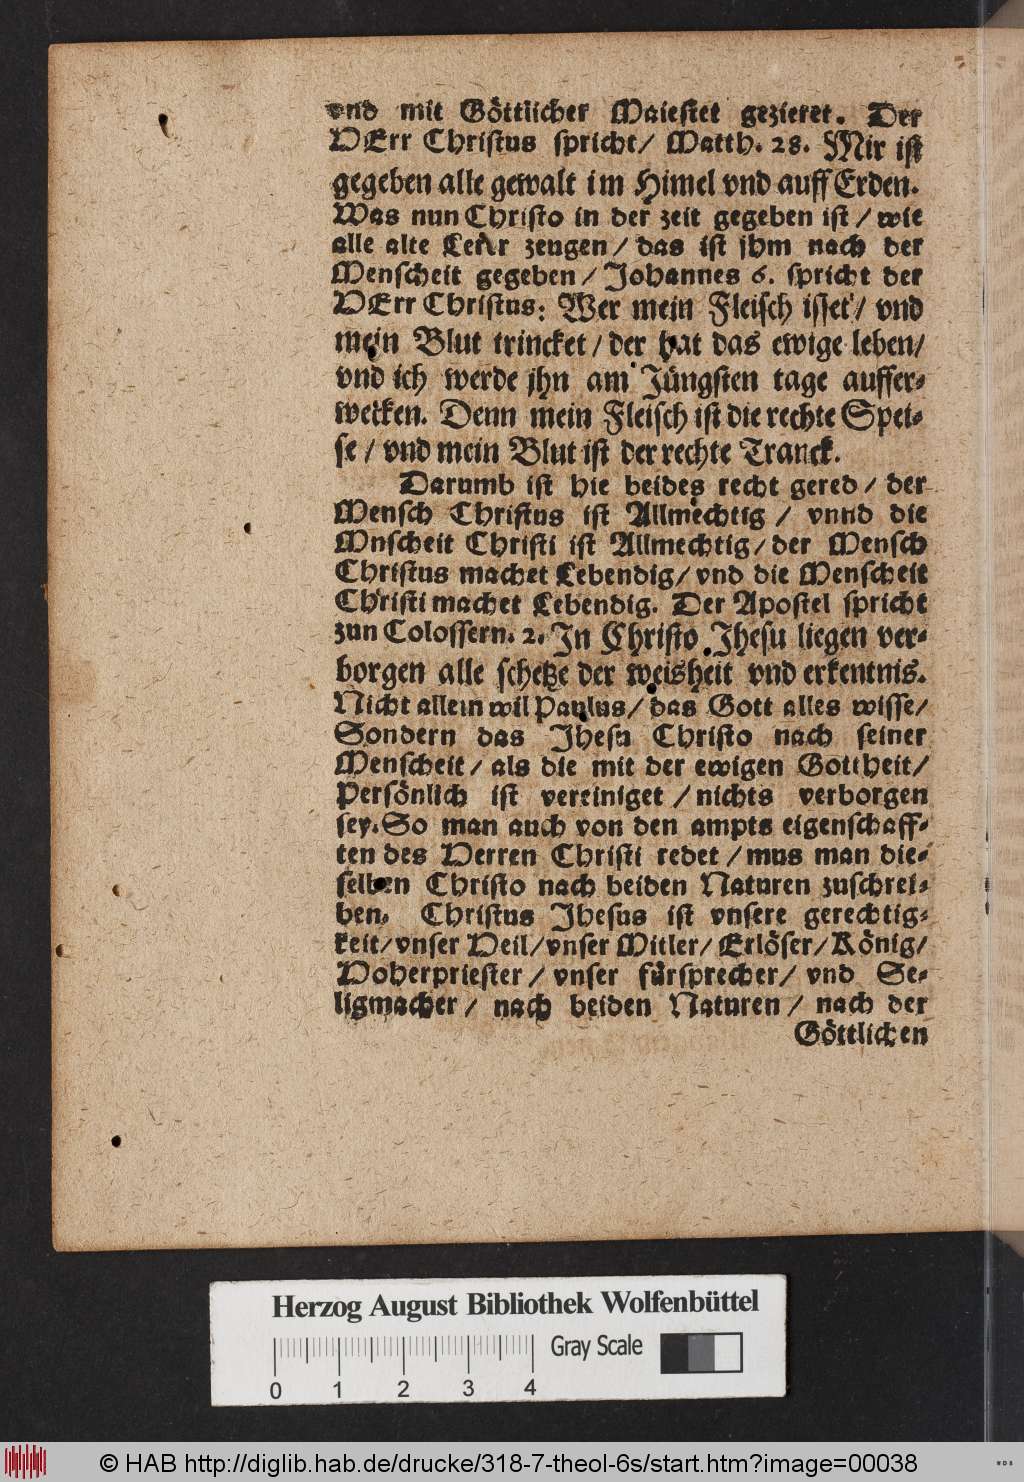 vnd mit Göttlicher Maiestet gezieret. Der
HErr Christus spricht/ Matth. 28. Mir ist
gegeben alle gewalt im Himel vnd auff Erden.
Was nun Christo in der zeit gegeben ist/ wie
alle alte Lerer zeugen/ das ist jhm nach der
Menscheit gegeben/ Johannes 6. spricht der
HErr Christus: Wer mein Fleisch isset/ vnd
mein Blut trincket/ der hat das ewige leben/
vnd ich werde jhn am Jüngsten tage auffer-
wecken. Denn mein Fleisch ist die rechte Spei-
se/ vnd mein Blut ist der rechte Tranck.
Darumb ist hie beides recht gered/ der
Mensch Christus ist Allmechtig/ vnnd die
Mnscheit Christi ist Allmechtig/ der Mensch
Christus machet Lebendig/ vnd die Menscheit
Christi machet Lebendig. Der Apostel spricht
zun Colossern. 2. In Christo Jhesu liegen ver-
borgen alle schetze der weisheit vnd erkentnis.
Nicht allein wil Paulus/ das Gott alles wisse/
Sondern das Jhesu Christo nach seiner
Menscheit/ als die mit der ewigen Gottheit/
Persönlich ist vereiniget/ nichts verborgen
sey. So man auch von den ampts eigenschaff-
ten des Herren Christi redet/ mus man die-
selben Christo nach beiden Naturen zuschrei-
ben. Christus Jhesus ist vnsere gerechtig-
keit/ vnser Heil/ vnser Mitler/ Erlöser/ König/
Hoherpriester/ vnser fürsprecher/ vnd Se-
ligmacher/ nach beiden Naturen/ nach der
Göttlichen
Herzog August Bibliothek Wolfenbüttel
Gray Scale
0 1 2 3 4
© HAB http://diglib.hab.de/drucke/318-7-theol-6s/start.htm?image=00038
WDB